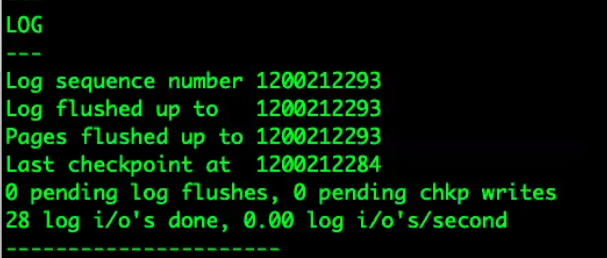 LOG
---
Log sequence number 1200212293
Log flushed up to   1200212293
Pages flushed up to 1200212293
Last checkpoint at  1200212284
0 pending log flushes, 0 pending chkp writes
28 log i/o's done, 0.00 log i/o's/second
----------------------